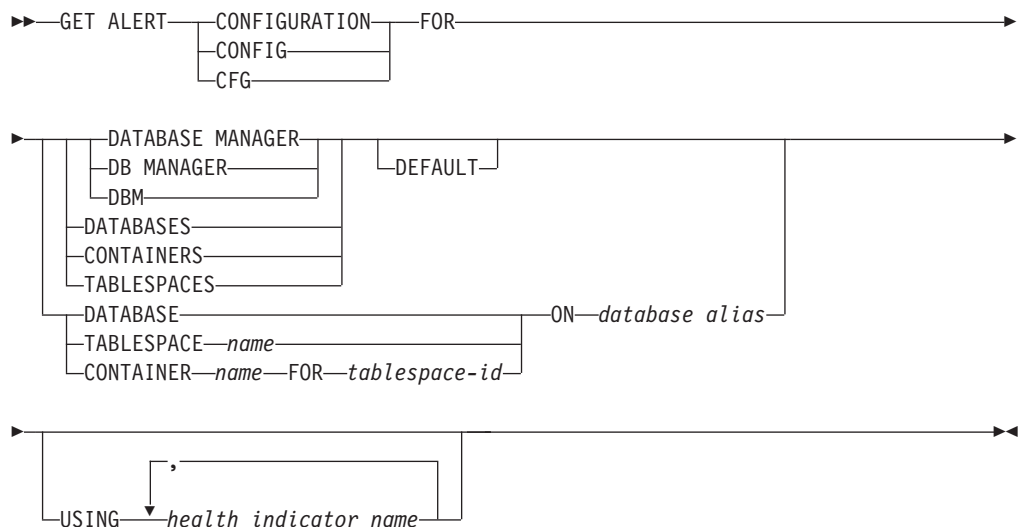 GET ALERT CONFIGURATION FOR
CONFIG
CFG
DATABASE MANAGER
DB MANAGER DEFAULT
DBM
DATABASES
CONTAINERS
TABLESPACES
DATABASE ON database alias
TABLESPACE name
CONTAINER name FOR tablespace-id
,
USING health indicator name